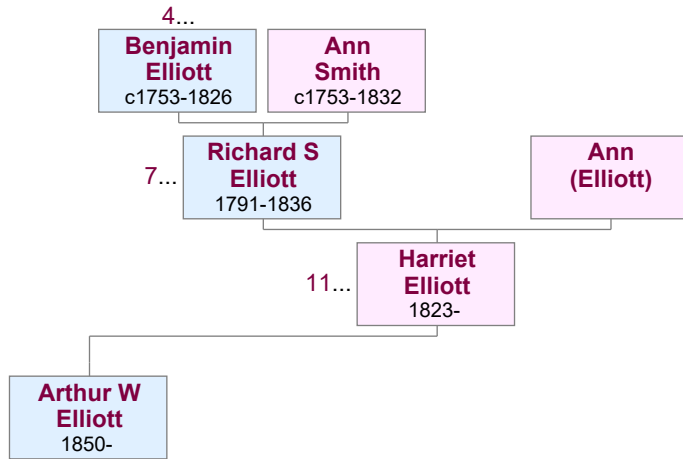 4...
Benjamin
Elliott
c1753-1826
Ann
Smith
c1753-1832
7...
Richard S
Elliott
1791-1836
Ann
(Elliott)
11...
Harriet
Elliott
1823-
Arthur W
Elliott
1850-